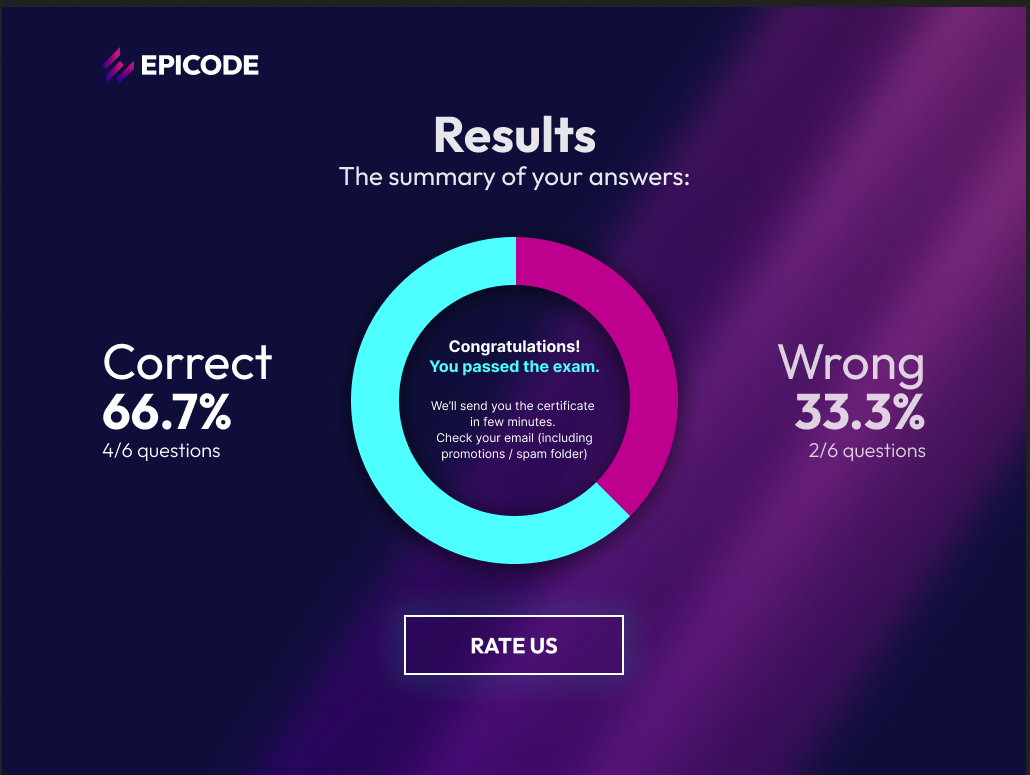 EPICODE
Results
The summary of your answers:
Correct
66.7%
4/6 questions
Congratulations!
You passed the exam.
We'll send you the certificate
in few minutes.
Check your email (including
promotions / spam folder)
Wrong
33.3%
2/6 questions
RATE US